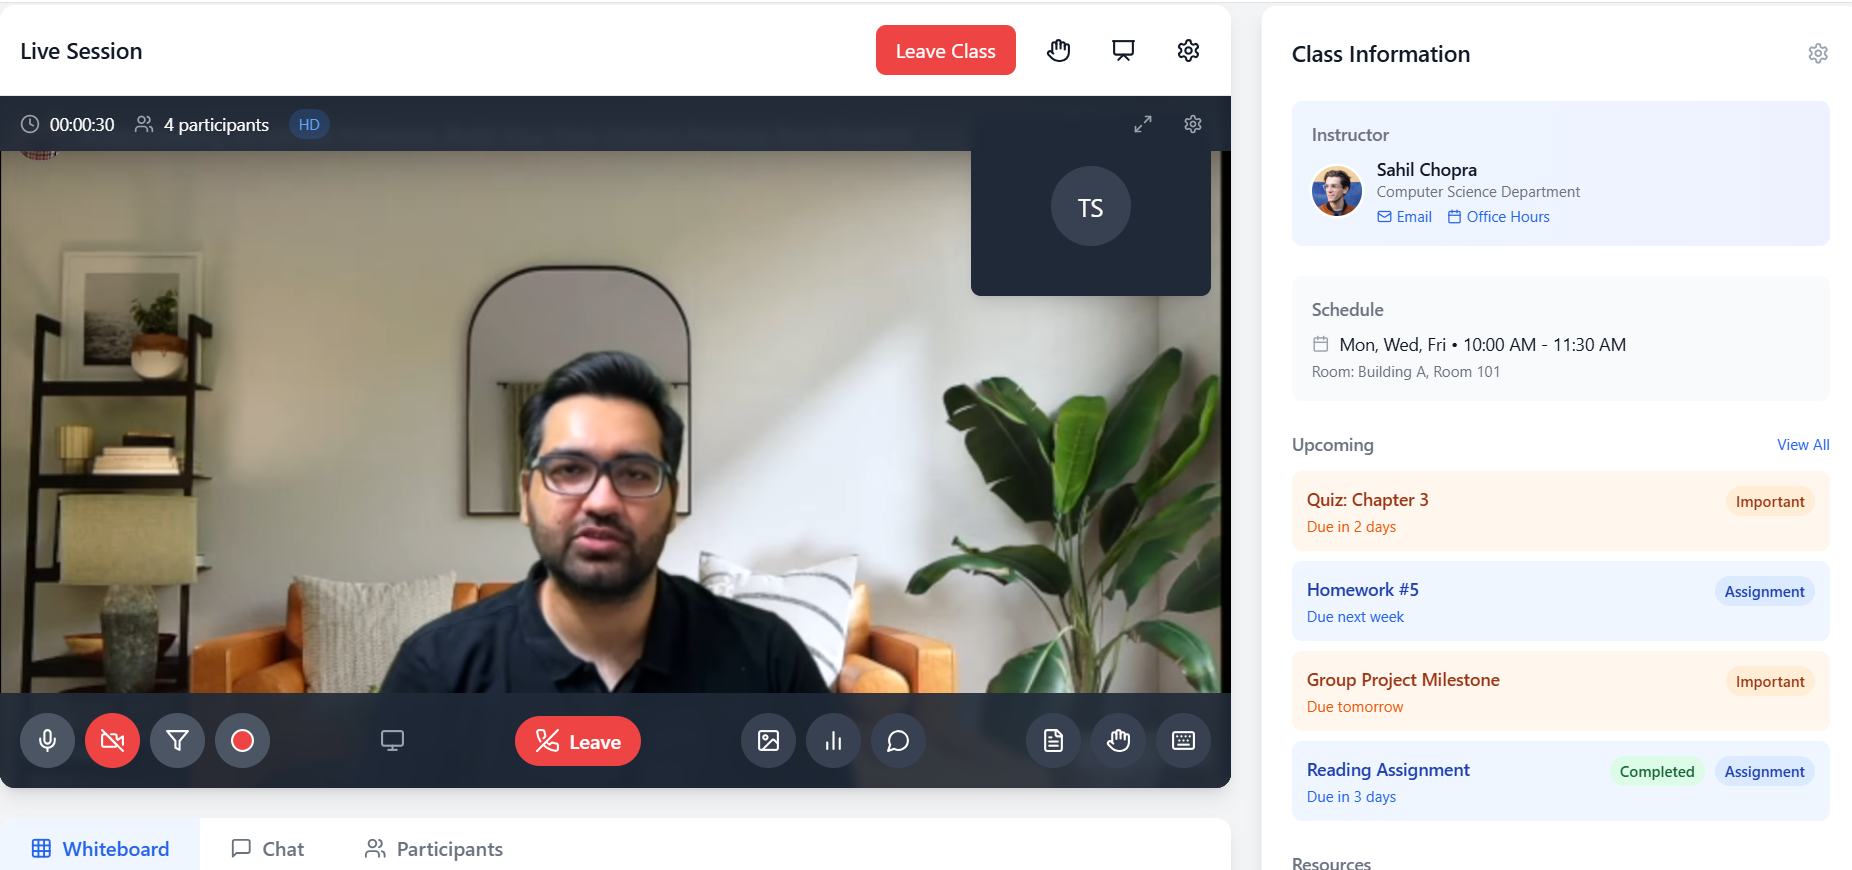 Live Session
Leave Class
00:00:30
4 participants
HD
TS
Leave
Whiteboard
Chat
Participants
Class Information
Instructor
Sahil Chopra
Computer Science Department
Email
Office Hours
Schedule
Mon, Wed, Fri • 10:00 AM - 11:30 AM
Room: Building A, Room 101
Upcoming
View All
Quiz: Chapter 3
Important
Due in 2 days
Homework #5
Assignment
Due next week
Group Project Milestone
Important
Due tomorrow
Reading Assignment
Completed
Assignment
Due in 3 days
Resources